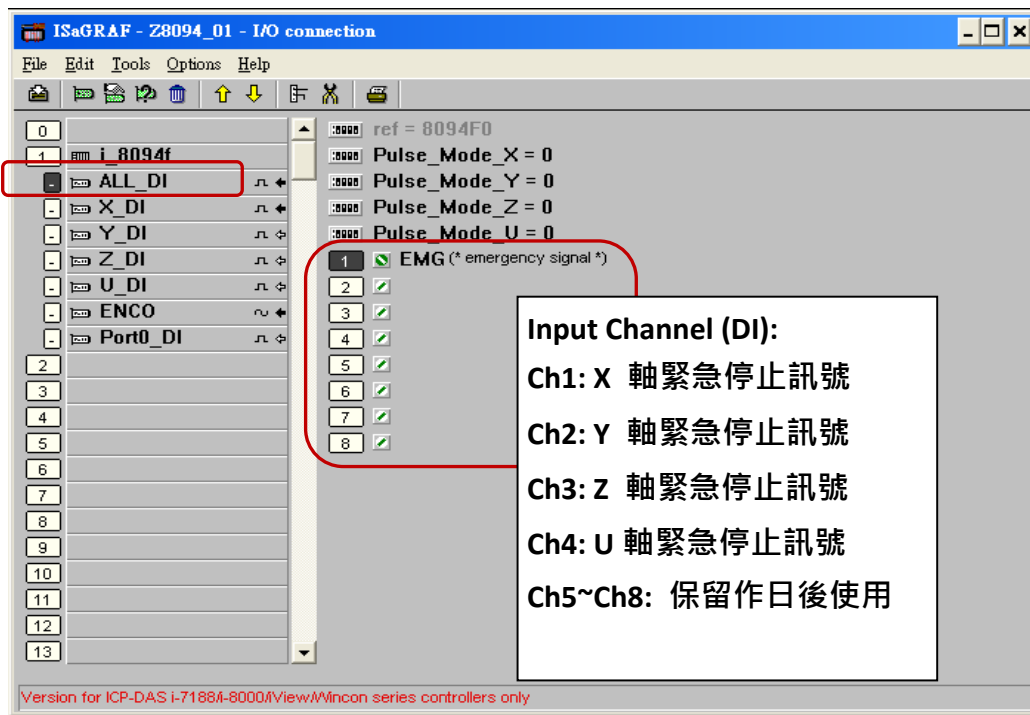 ISaGRAF - Z8094_01 - I/O connection
File Edit Tools Options Help
0
1 i_8094f
ALL_DI
X_DI
Y_DI
Z_DI
U_DI
ENCO
Port0_DI
2
3
4
5
6
7
8
9
10
11
12
13
ref = 8094F0
Pulse_Mode_X = 0
Pulse_Mode_Y = 0
Pulse_Mode_Z = 0
Pulse_Mode_U = 0
1 EMG (* emergency signal *)
2
3
4
5
6
7
8
Input Channel (DI):
Ch1: X 軸緊急停止訊號
Ch2: Y 軸緊急停止訊號
Ch3: Z 軸緊急停止訊號
Ch4: U 軸緊急停止訊號
Ch5~Ch8: 保留作日後使用
Version for ICP-DAS i-7188/i-8000/iView/Wincon series controllers only